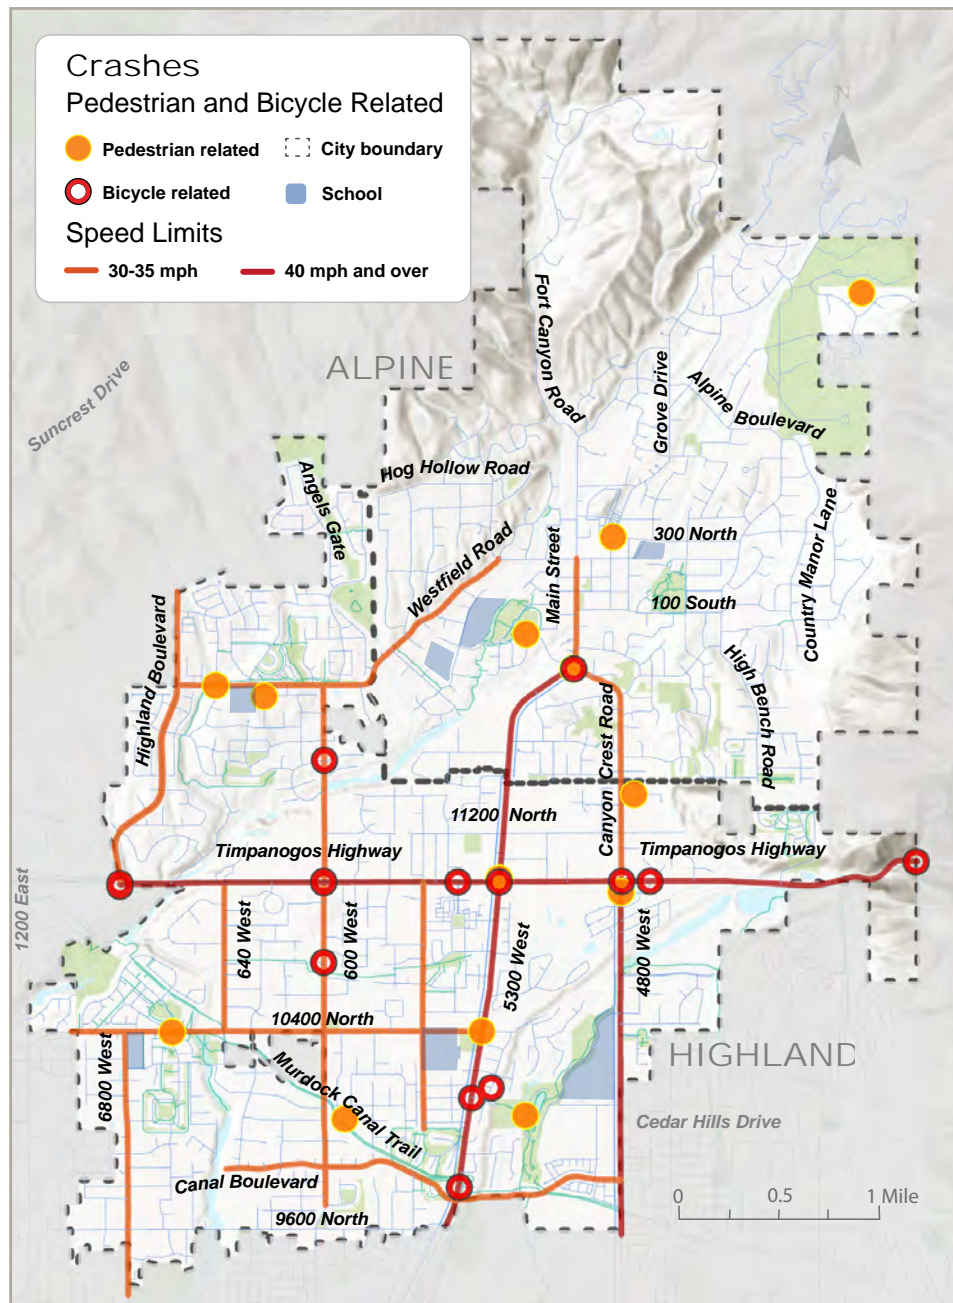 Crashes
Pedestrian and Bicycle Related
Pedestrian related
City boundary
Bicycle related
School
Speed Limits
30-35 mph
40 mph and over
N
ALPINE
Suncrest Drive
Fort Canyon Road
Grove Drive
Alpine Boulevard
Hog Hollow Road
Angels Gate
Westfield Road
Main Street
300 North
100 South
Country Manor Lane
High Bench Road
Highland Boulevard
Canyon Crest Road
11200 North
Timpanogos Highway
Timpanogos Highway
1200 East
640 West
600 West
5300 West
4800 West
10400 North
6800 West
Murdock Canal Trail
HIGHLAND
Cedar Hills Drive
Canal Boulevard
9600 North
0 0.5 1 Mile